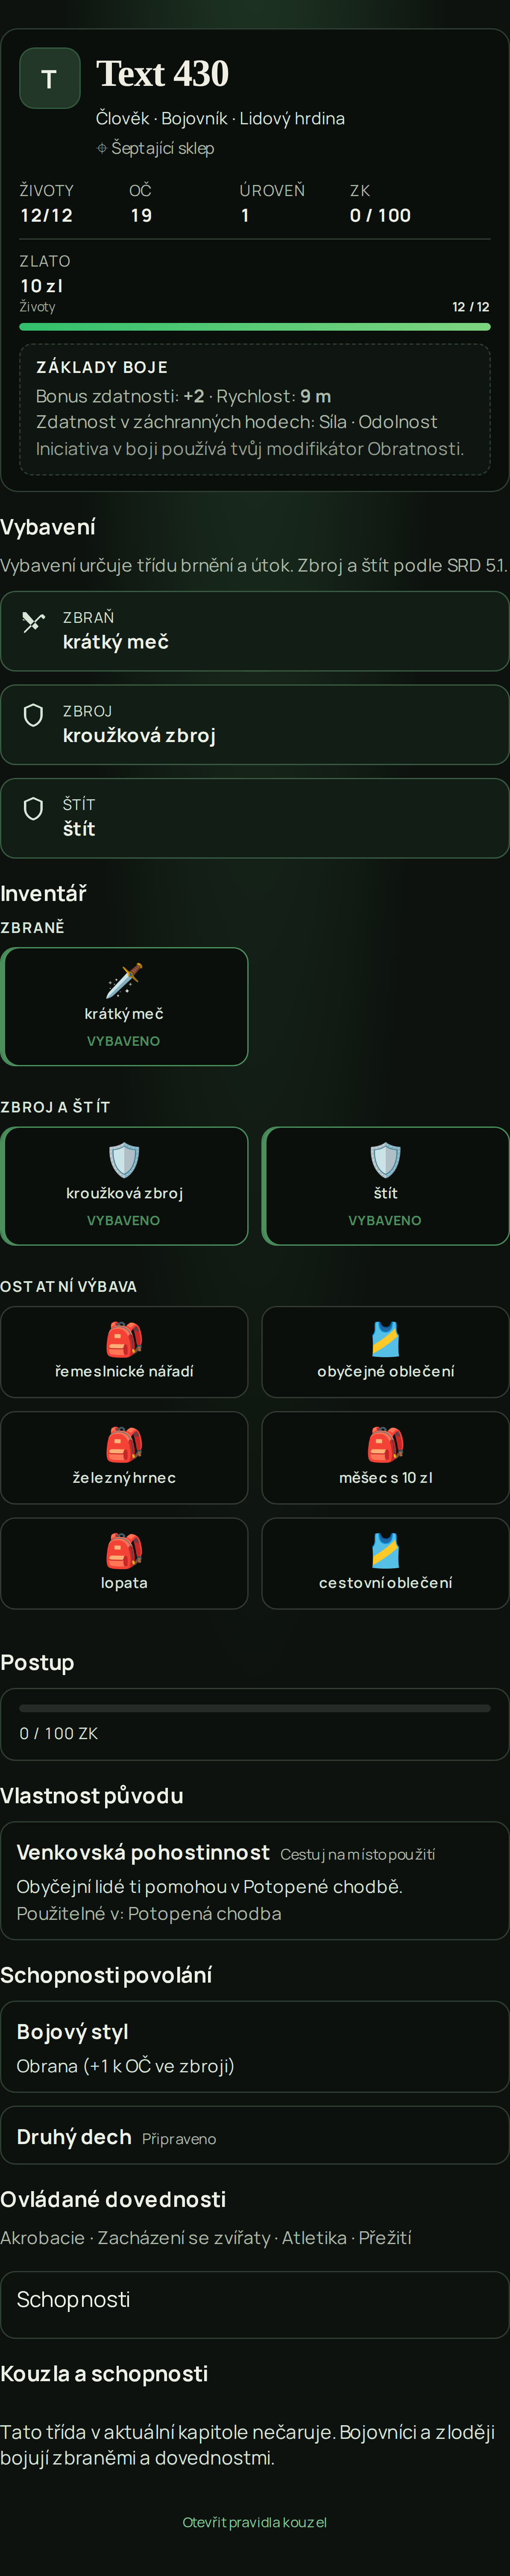 T
Text 430
Člověk · Bojovník · Lidový hrdina
⌖ Šeptající sklep
ŽIVOTY OČ ÚROVEŇ ZK
12/12 19 1 0 / 100
ZLATO
10 zl
Životy 12 / 12
ZÁKLADY BOJE
Bonus zdatnosti: +2 · Rychlost: 9 m
Zdatnost v záchranných hodech: Síla · Odolnost
Iniciativa v boji používá tvůj modifikátor Obratnosti.
Vybavení
Vybavení určuje třídu brnění a útok. Zbroj a štít podle SRD 5.1.
ZBRAŇ
krátký meč
ZBROJ
kroužková zbroj
ŠTÍT
štít
Inventář
ZBRANĚ
krátký meč
VYBAVENO
ZBROJ A ŠTÍT
kroužková zbroj štít
VYBAVENO VYBAVENO
OSTATNÍ VÝBAVA
řemeslnické nářadí obyčejné oblečení
železný hrnec měšec s 10 zl
lopata cestovní oblečení
Postup
0 / 100 ZK
Vlastnost původu
Venkovská pohostinnost Cestuj na místo použití
Obyčejní lidé ti pomohou v Potopené chodbě.
Použitelné v: Potopená chodba
Schopnosti povolání
Bojový styl
Obrana (+1 k OČ ve zbroji)
Druhý dech Připraveno
Ovládané dovednosti
Akrobacie · Zacházení se zvířaty · Atletika · Přežití
Schopnosti
Kouzla a schopnosti
Tato třída v aktuální kapitole nečaruje. Bojovníci a zloději
bojují zbraněmi a dovednostmi.
Otevřit pravidla kouzel